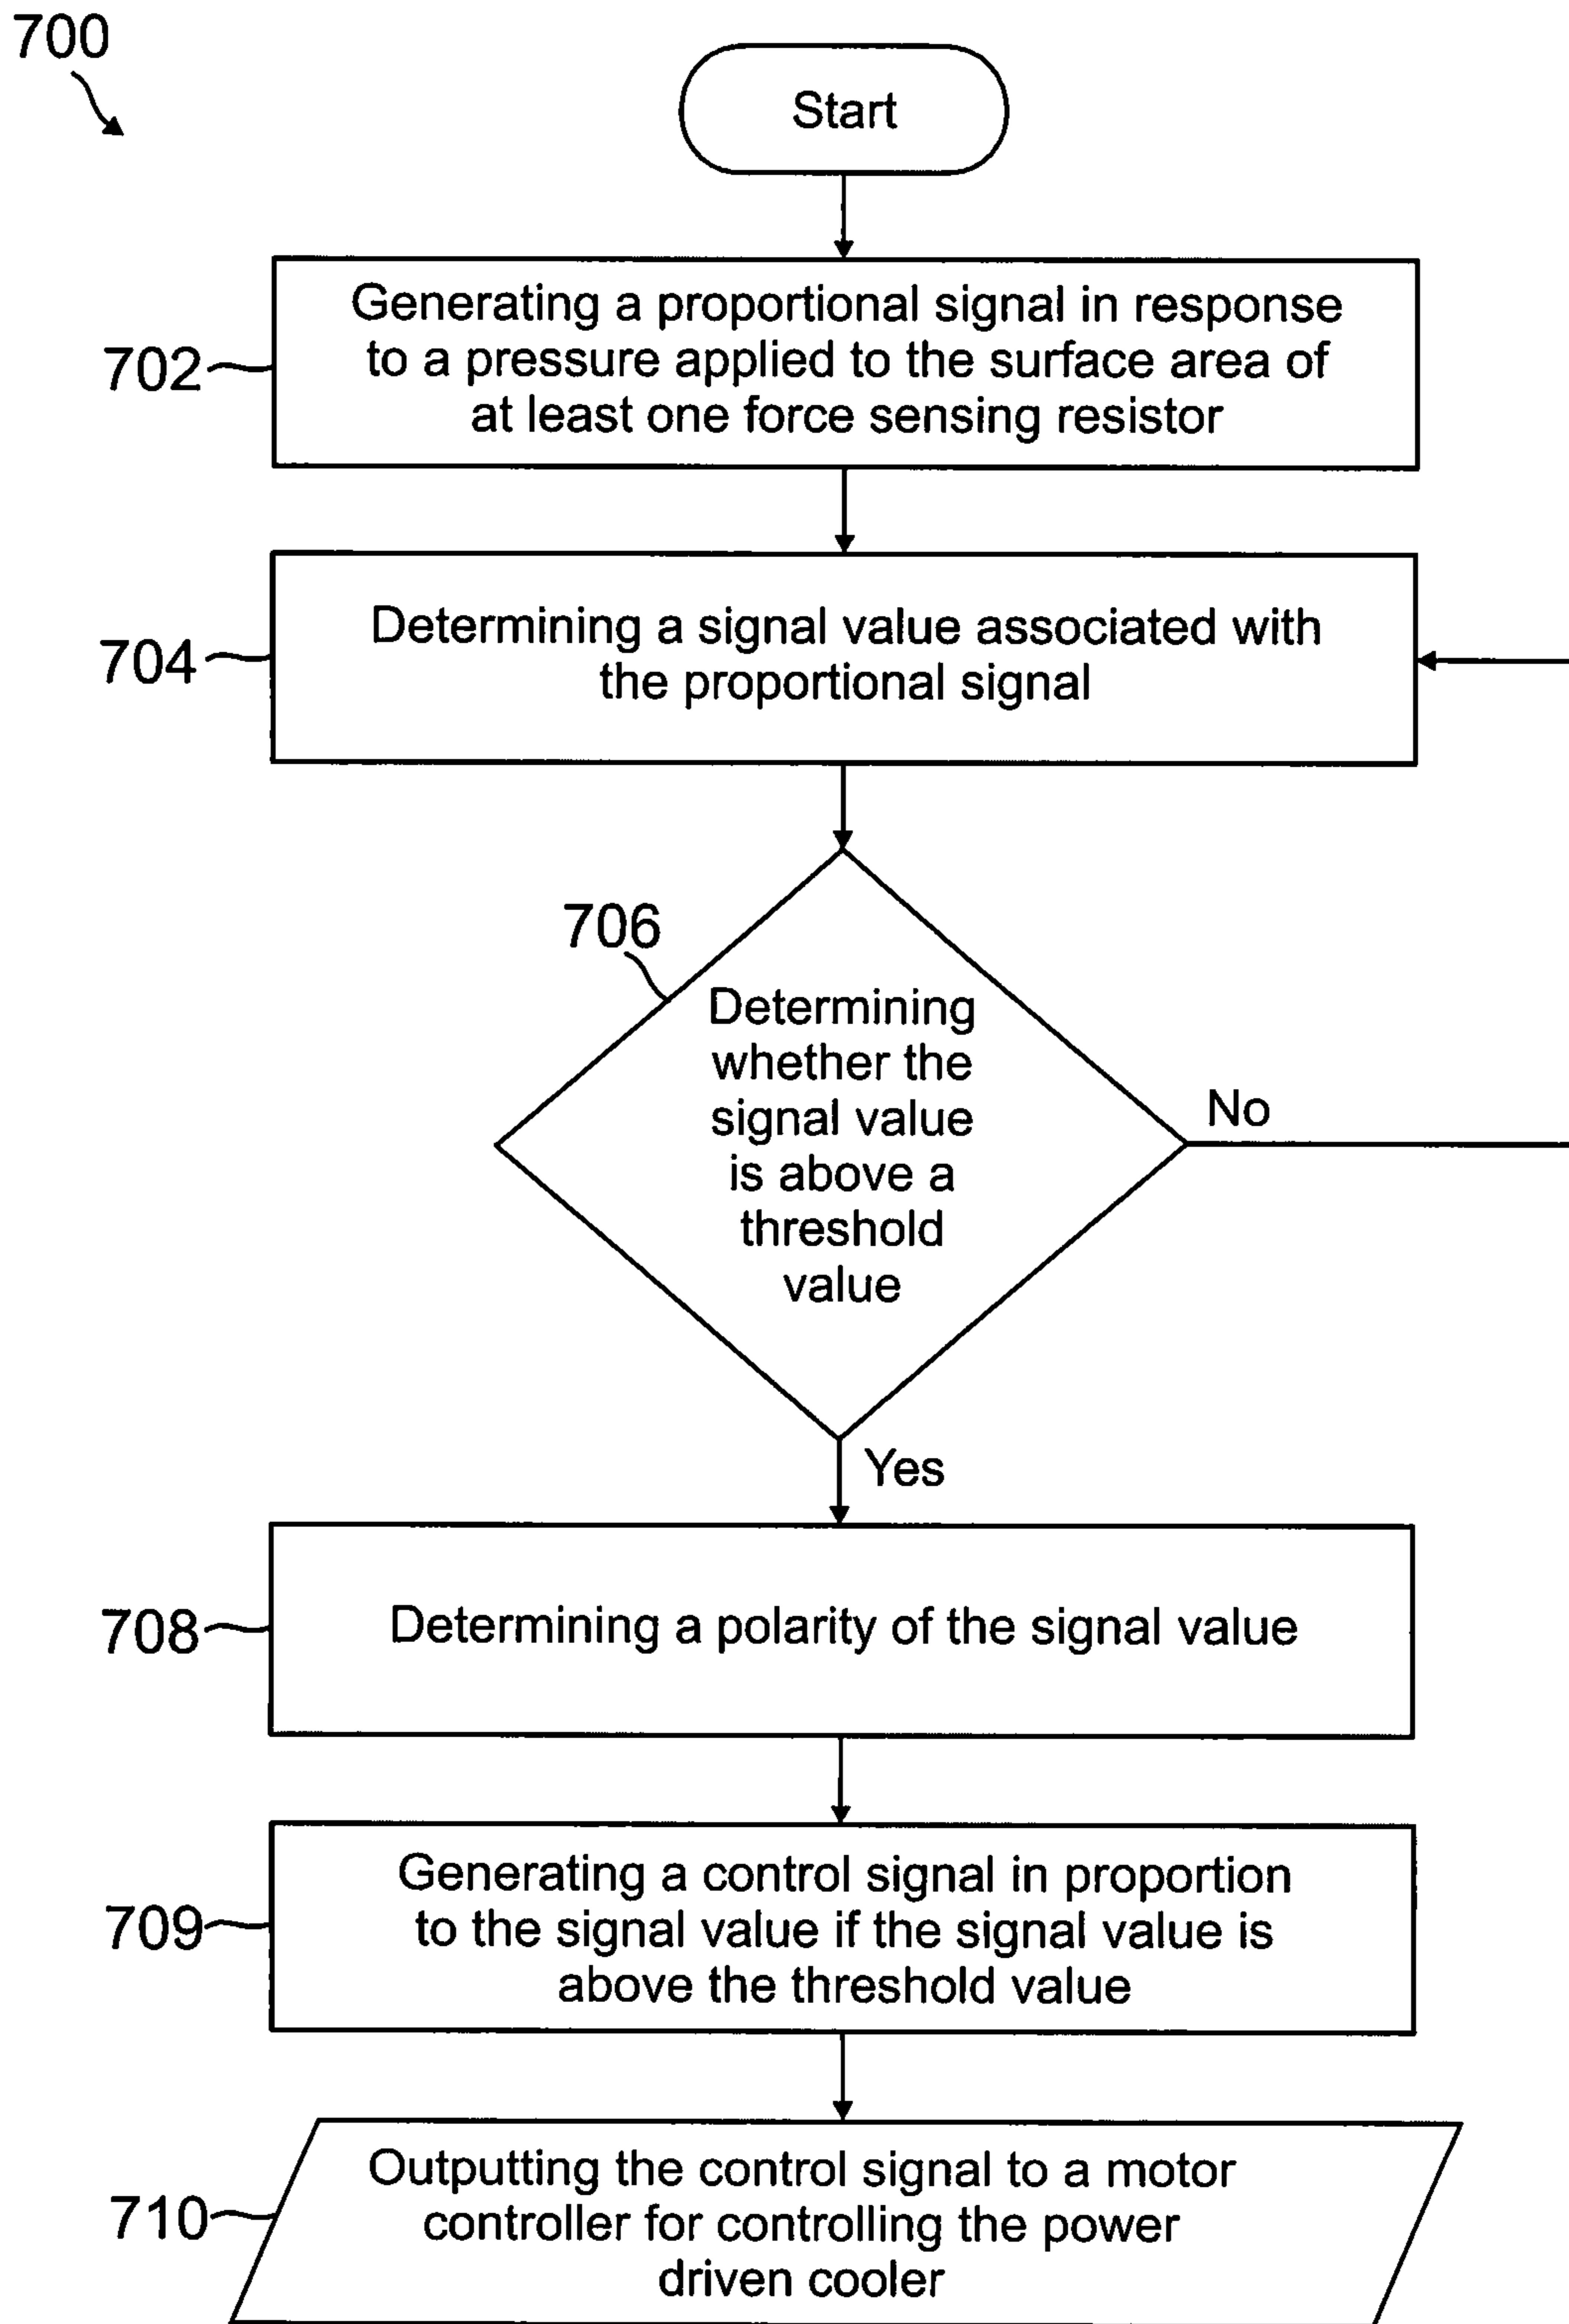 700
Start
702
Generating a proportional signal in response
to a pressure applied to the surface area of
at least one force sensing resistor
704
Determining a signal value associated with
the proportional signal
706
Determining
whether the
signal value
is above a
threshold
value
No
Yes
708
Determining a polarity of the signal value
709
Generating a control signal in proportion
to the signal value if the signal value is
above the threshold value
710
Outputting the control signal to a motor
controller for controlling the power
driven cooler